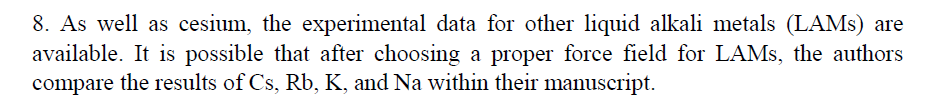 8. As well as cesium, the experimental data for other liquid alkali metals (LAMs) are
available. It is possible that after choosing a proper force field for LAMs, the authors
compare the results of Cs, Rb, K, and Na within their manuscript.